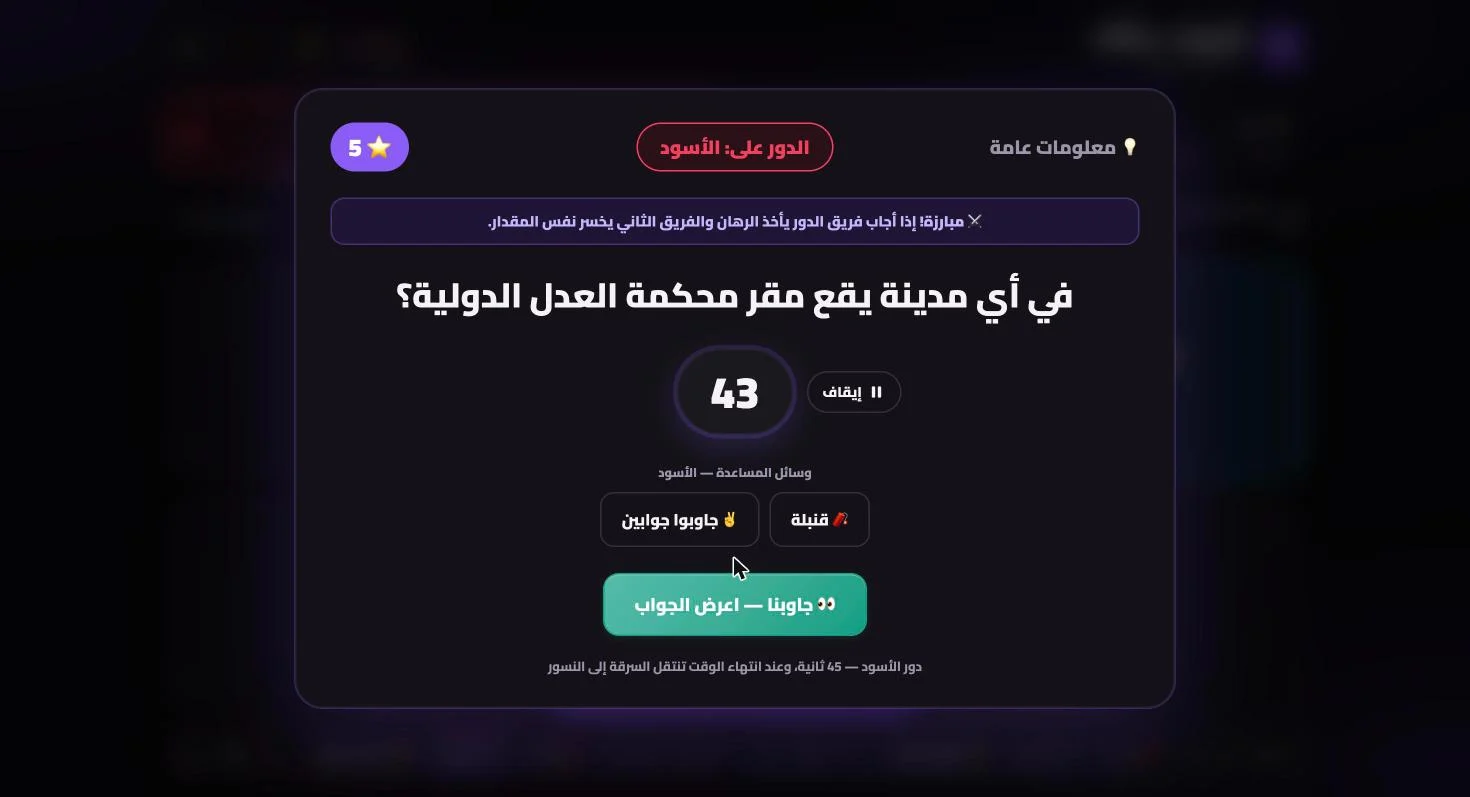 💡 معلومات عامة
الدور على: الأسود
5 ⭐
⚔ مبارزة! إذا أجاب فريق الدور يأخذ الرهان والفريق الثاني يخسر نفس المقدار.
في أي مدينة يقع مقر محكمة العدل الدولية؟
إيقاف
43
وسائل المساعدة — الأسود
🧨 قنبلة
✌️ جاوبوا جوابين
👀 جاوبنا — اعرض الجواب
دور الأسود — 45 ثانية، وعند انتهاء الوقت تنتقل السرقة إلى النسور